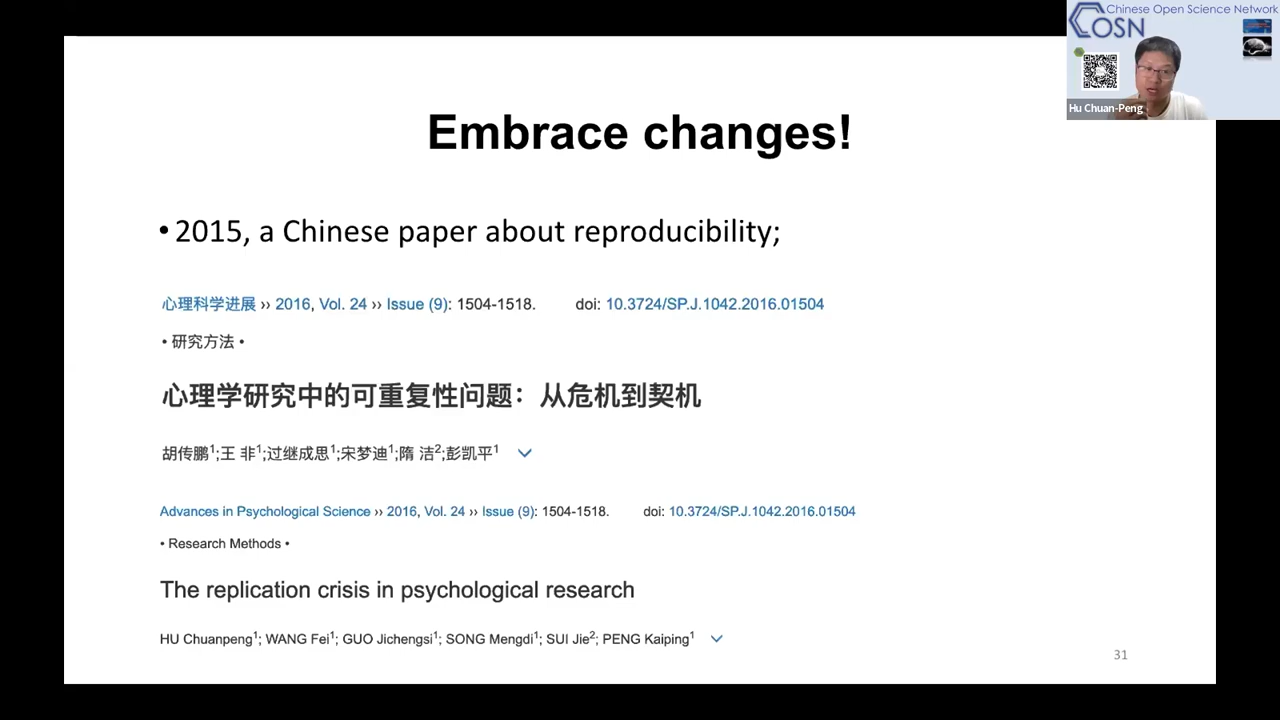 Chinese Open Science Network
COSN
Hu Chuan-Peng
Embrace changes!
• 2015, a Chinese paper about reproducibility;
心理科学进展 ›› 2016, Vol. 24 ›› Issue (9): 1504-1518. doi: 10.3724/SP.J.1042.2016.01504
• 研究方法 •
心理学研究中的可重复性问题：从危机到契机
胡传鹏1;王 非1;过继成思1;宋梦迪1;隋 洁2;彭凯平1
Advances in Psychological Science ›› 2016, Vol. 24 ›› Issue (9): 1504-1518. doi: 10.3724/SP.J.1042.2016.01504
• Research Methods •
The replication crisis in psychological research
HU Chuanpeng1; WANG Fei1; GUO Jichengsi1; SONG Mengdi1; SUI Jie2; PENG Kaiping1
31